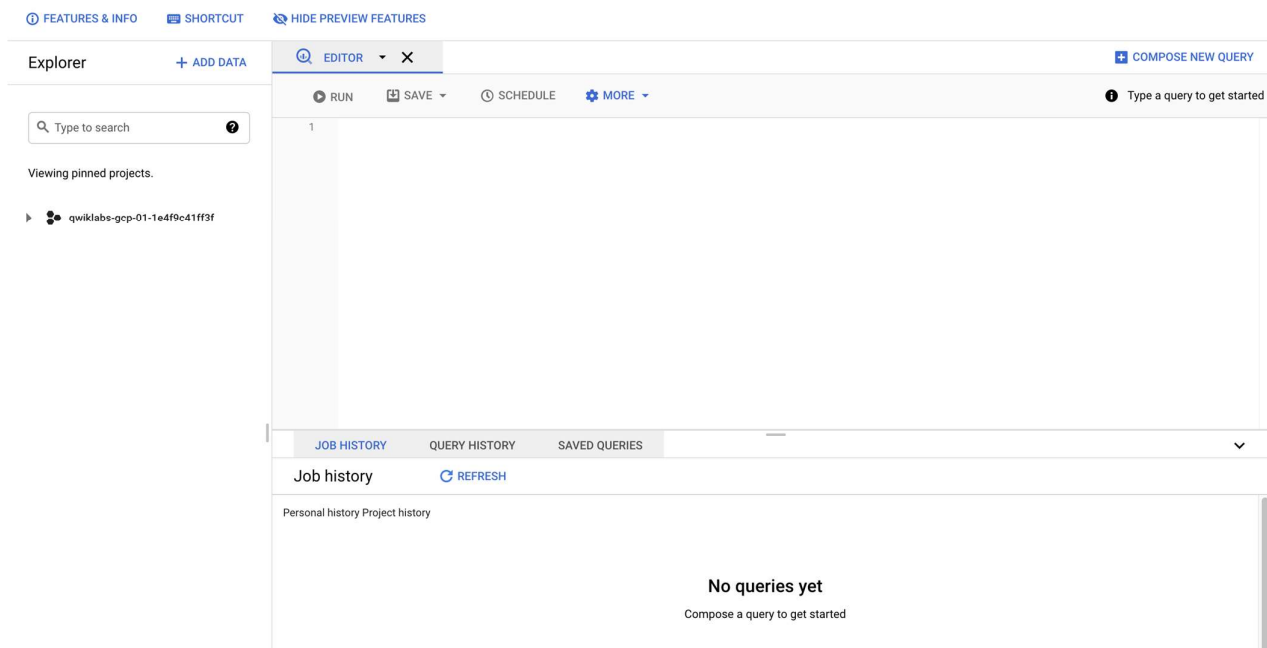 FEATURES & INFO SHORTCUT HIDE PREVIEW FEATURES
Explorer + ADD DATA
Type to search
Viewing pinned projects.
qwiklabs-gcp-01-1e4f9c41ff3f
EDITOR COMPOSE NEW QUERY
RUN SAVE SCHEDULE MORE Type a query to get started
1
JOB HISTORY QUERY HISTORY SAVED QUERIES
Job history REFRESH
Personal history Project history
No queries yet
Compose a query to get started